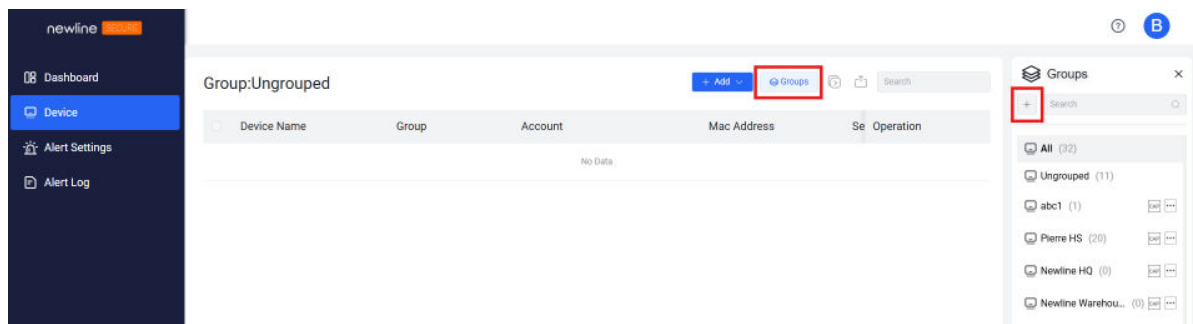 newline SECURE
B
Dashboard
Device
Alert Settings
Alert Log
Group:Ungrouped
+ Add
Groups
Search
Device Name Group Account Mac Address Se Operation
No Data
Groups
Search
All (32)
Ungrouped (11)
abc1 (1)
Pierre HS (20)
Newline HQ (0)
Newline Warehou... (0)